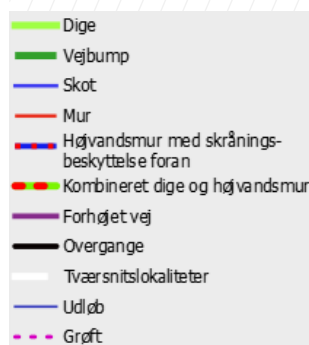 Dige
Vejbump
Skot
Mur
Højvandsmur med skrånings-
beskyttelse foran
Kombineret dige og højvandsmur
Forhøjet vej
Overgange
Tværsnitslokaliteter
Udløb
Grøft